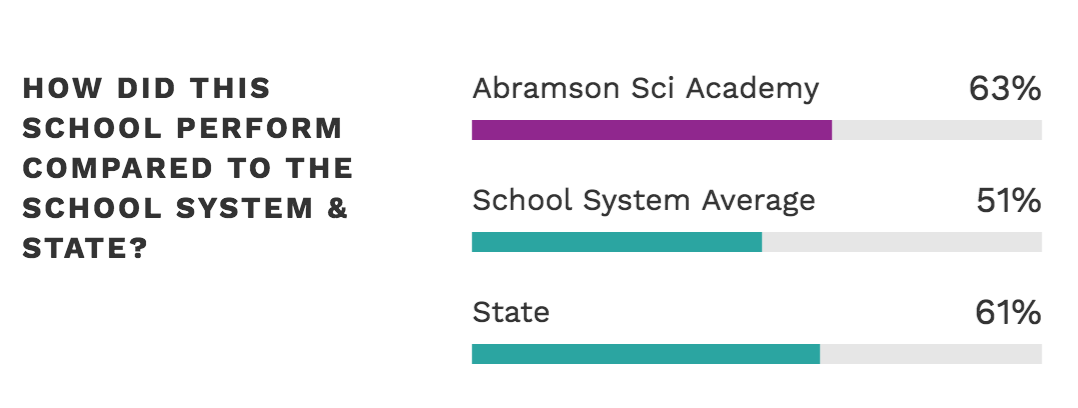 HOW DID THIS
SCHOOL PERFORM
COMPARED TO THE
SCHOOL SYSTEM &
STATE?
Abramson Sci Academy 63%
School System Average 51%
State 61%